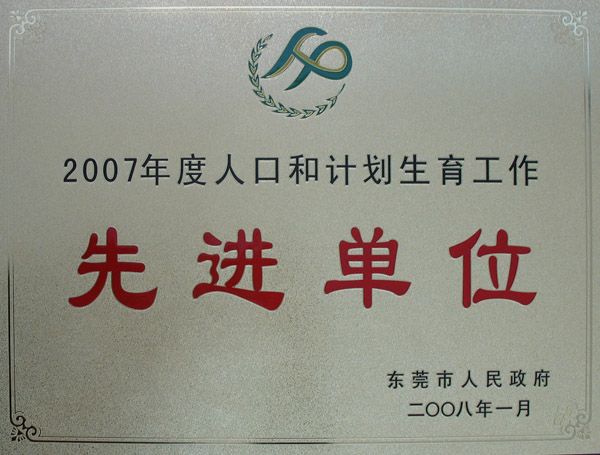 2007年度人口和计划生育工作
先进单位
东莞市人民政府
二〇〇八年一月